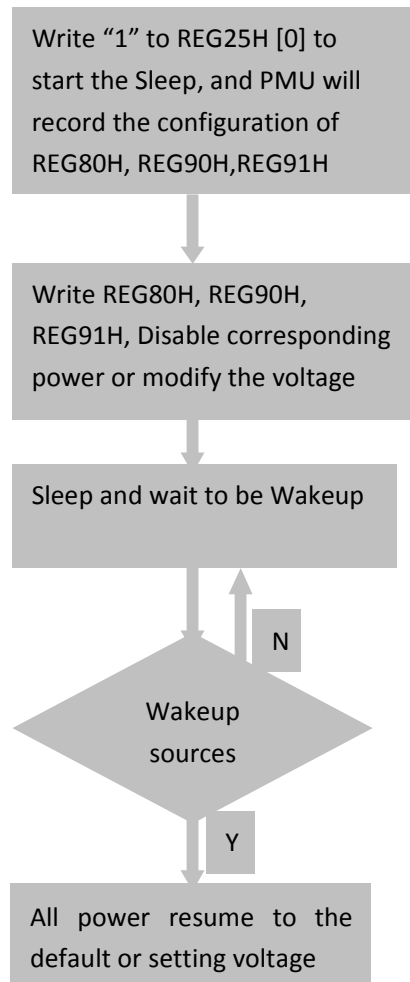 Write “1” to REG25H [0] to
start the Sleep, and PMU will
record the configuration of
REG80H, REG90H,REG91H
Write REG80H, REG90H,
REG91H, Disable corresponding
power or modify the voltage
Sleep and wait to be Wakeup
N
Wakeup
sources
Y
All power resume to the
default or setting voltage